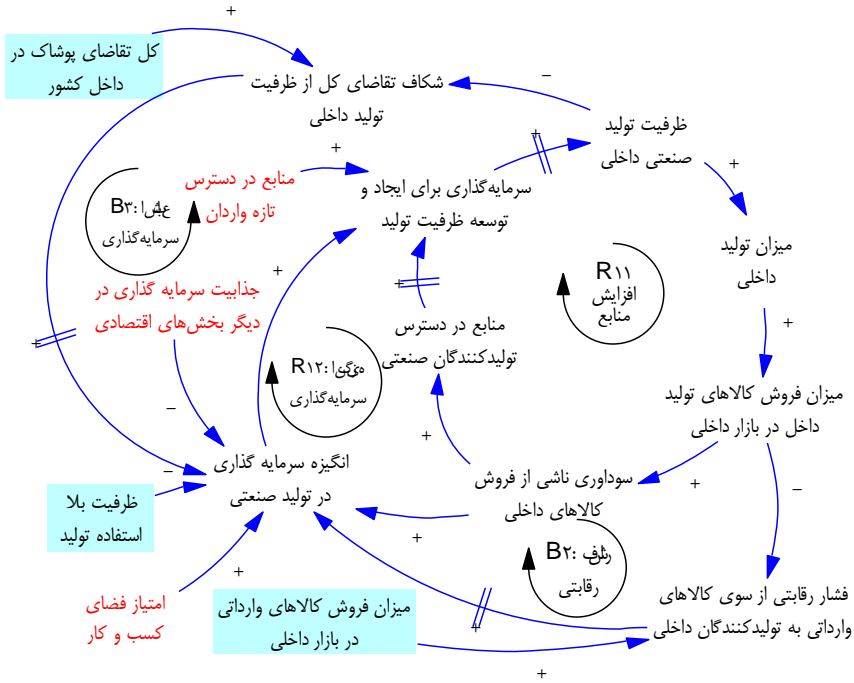 کل تقاضای پوشاک در
داخل کشور
+
شکاف تقاضای کل از ظرفیت
تولید داخلی
–
ظرفیت تولید
صنعتی داخلی
+
+
منابع در دسترس
تازه واردان
+
سرمایه‌گذاری برای ایجاد و
توسعه ظرفیت تولید
B۳:
سرمایه‌گذاری
R۱۱
افزایش
منابع
+
میزان تولید
داخلی
+
جذابیت سرمایه گذاری در
دیگر بخش‌های اقتصادی
+
+
منابع در دسترس
تولیدکنندگان صنعتی
R۱۲:
سرمایه‌گذاری
+
–
میزان فروش کالاهای تولید
داخل در بازار داخلی
+
–
+
انگیزه سرمایه گذاری
در تولید صنعتی
–
سوداوری ناشی از فروش
کالاهای داخلی
+
ظرفیت بلا
استفاده تولید
B۲:
رقابتی
+
امتیاز فضای
کسب و کار
میزان فروش کالاهای وارداتی
در بازار داخلی
+
فشار رقابتی از سوی کالاهای
وارداتی به تولیدکنندگان داخلی
+